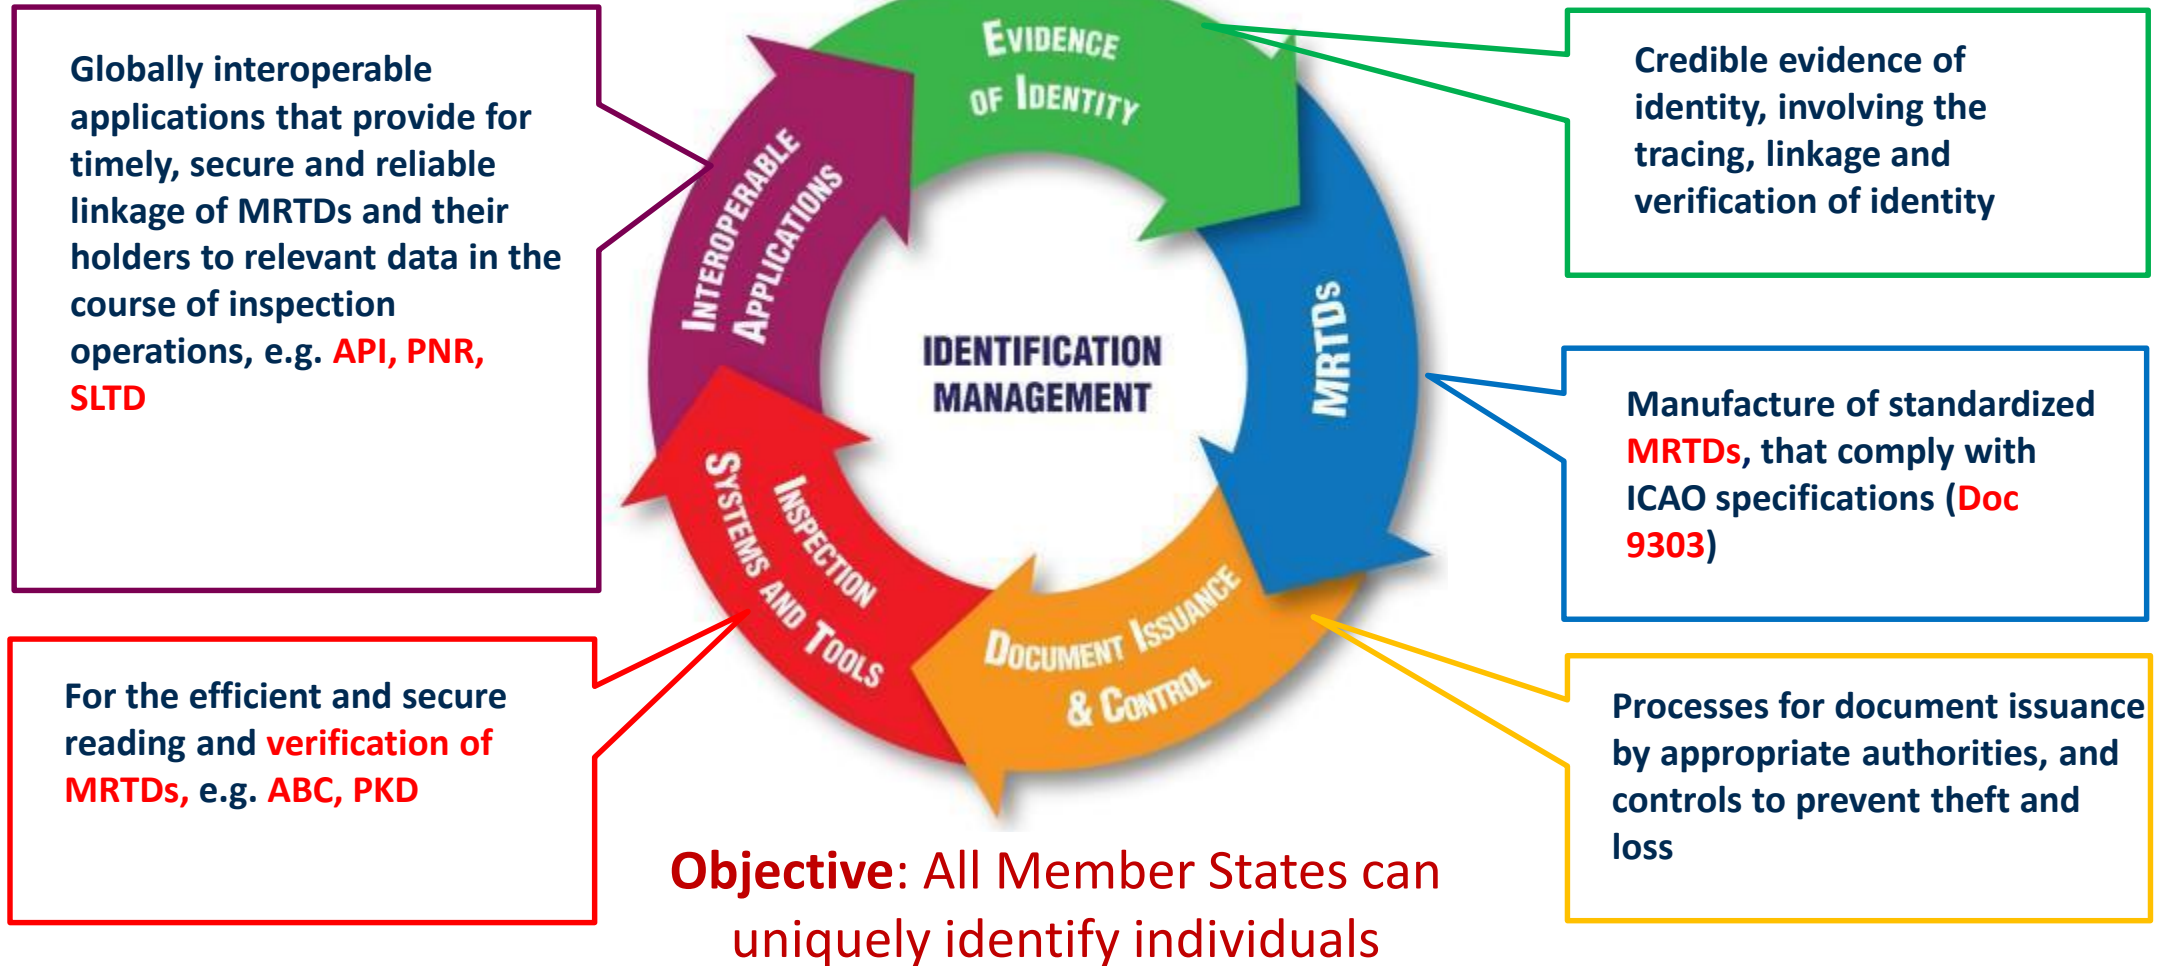 Globally interoperable
applications that provide for
timely, secure and reliable
linkage of MRTDs and their
holders to relevant data in the
course of inspection
operations, e.g. API, PNR,
SLTD
EVIDENCE
OF IDENTITY
Credible evidence of
identity, involving the
tracing, linkage and
verification of identity
INTEROPERABLE
APPLICATIONS
IDENTIFICATION
MANAGEMENT
MRTDs
Manufacture of standardized
MRTDs, that comply with
ICAO specifications (Doc
9303)
INSPECTION
SYSTEMS AND TOOLS
DOCUMENT ISSUANCE
& CONTROL
For the efficient and secure
reading and verification of
MRTDs, e.g. ABC, PKD
Processes for document issuance
by appropriate authorities, and
controls to prevent theft and
loss
Objective: All Member States can
uniquely identify individuals